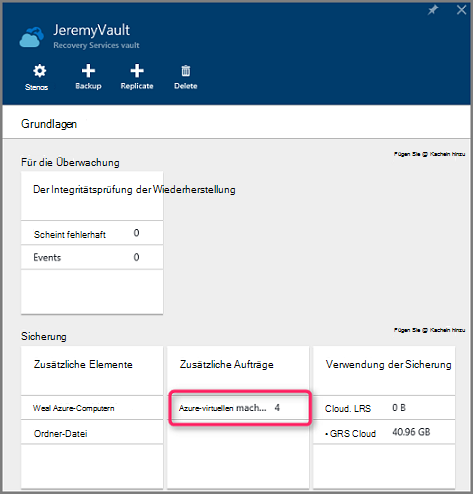 JeremyVault
Recovery Services vault
Stenos
Backup
Replicate
Delete
Grundlagen
Fügen Sie @ Kacheln hinzu
Für die Überwachung
Der Integritätsprüfung der Wiederherstellung
Scheint fehlerhaft 0
Events 0
Fügen Sie @ Kacheln hinzu
Sicherung
Zusätzliche Elemente
Weal Azure-Computern
Ordner-Datei
Zusätzliche Aufträge
Azure-virtuellen mach... 4
Verwendung der Sicherung
Cloud. LRS 0 B
• GRS Cloud 40.96 GB